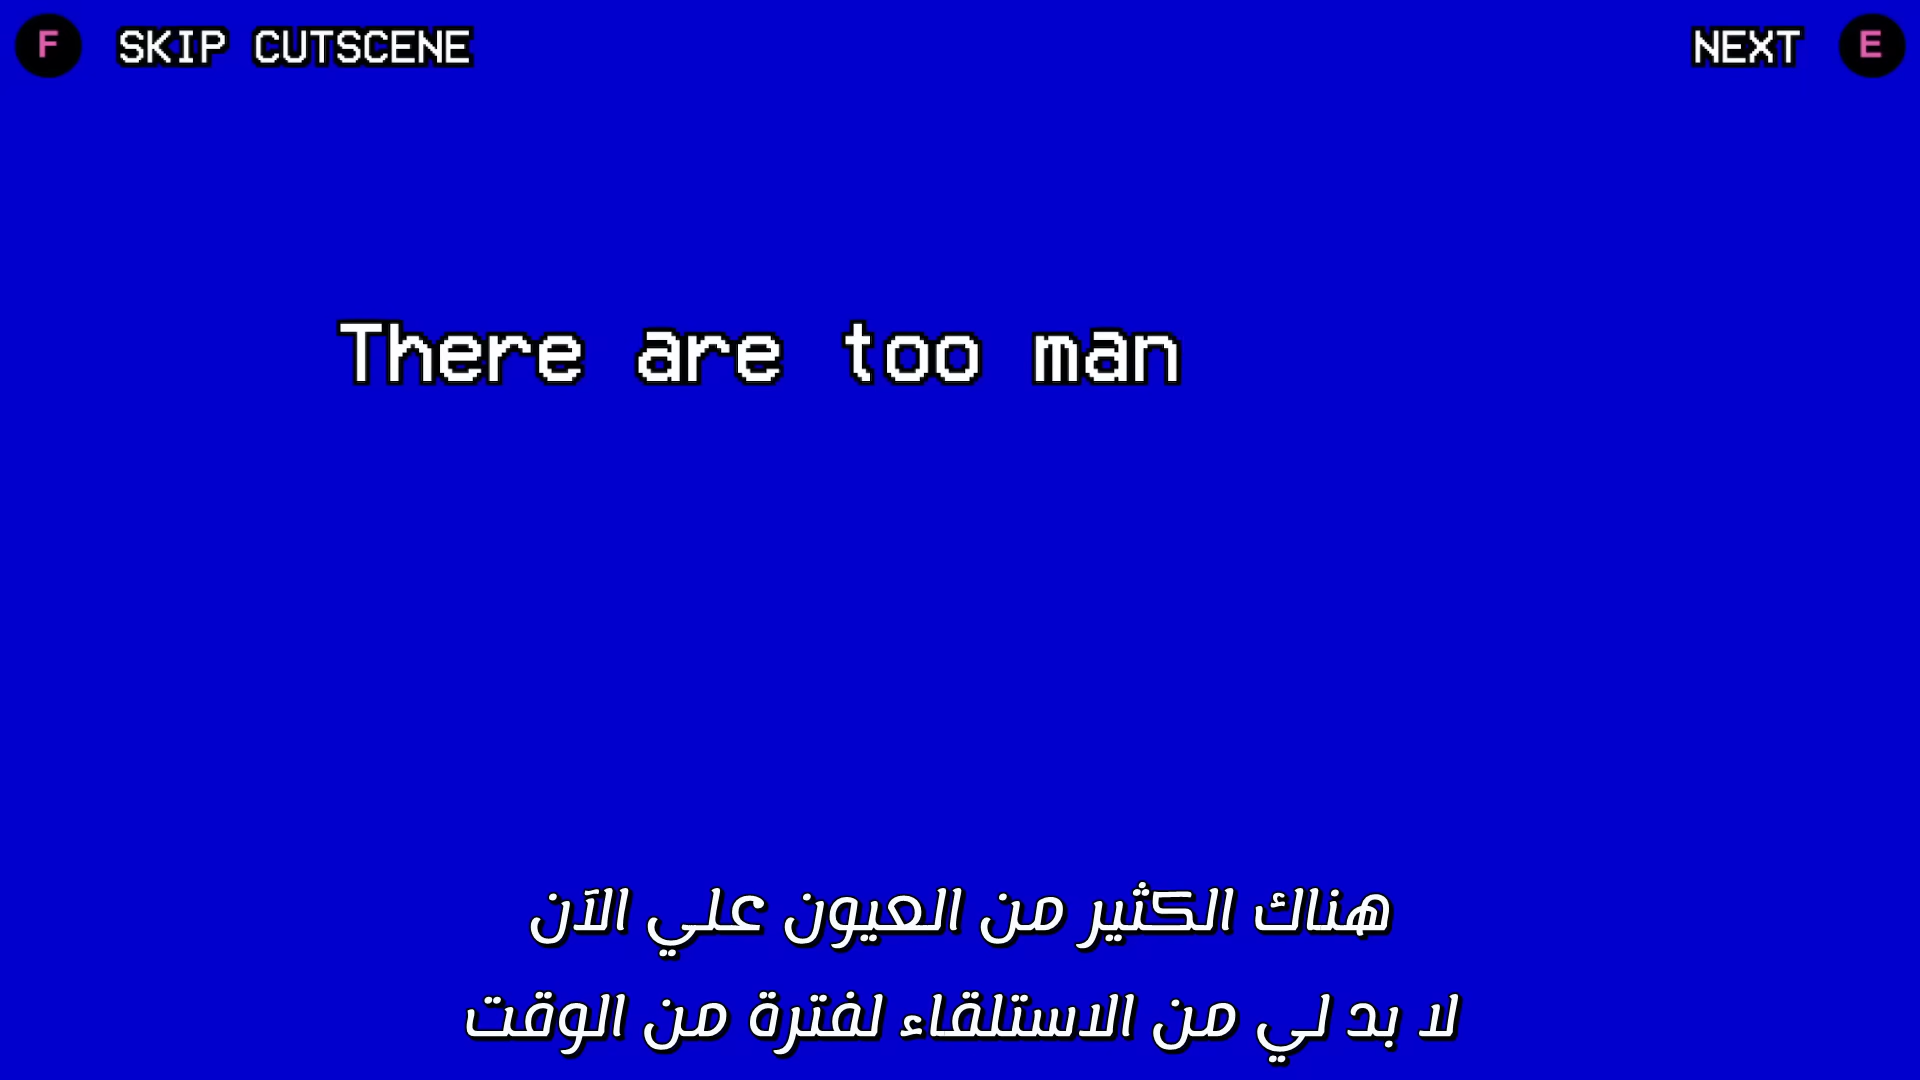 F SKIP CUTSCENE
NEXT E
There are too man
هناك الكثير من العيون علي الآن
لا بد لي من الاستلقاء لفترة من الوقت